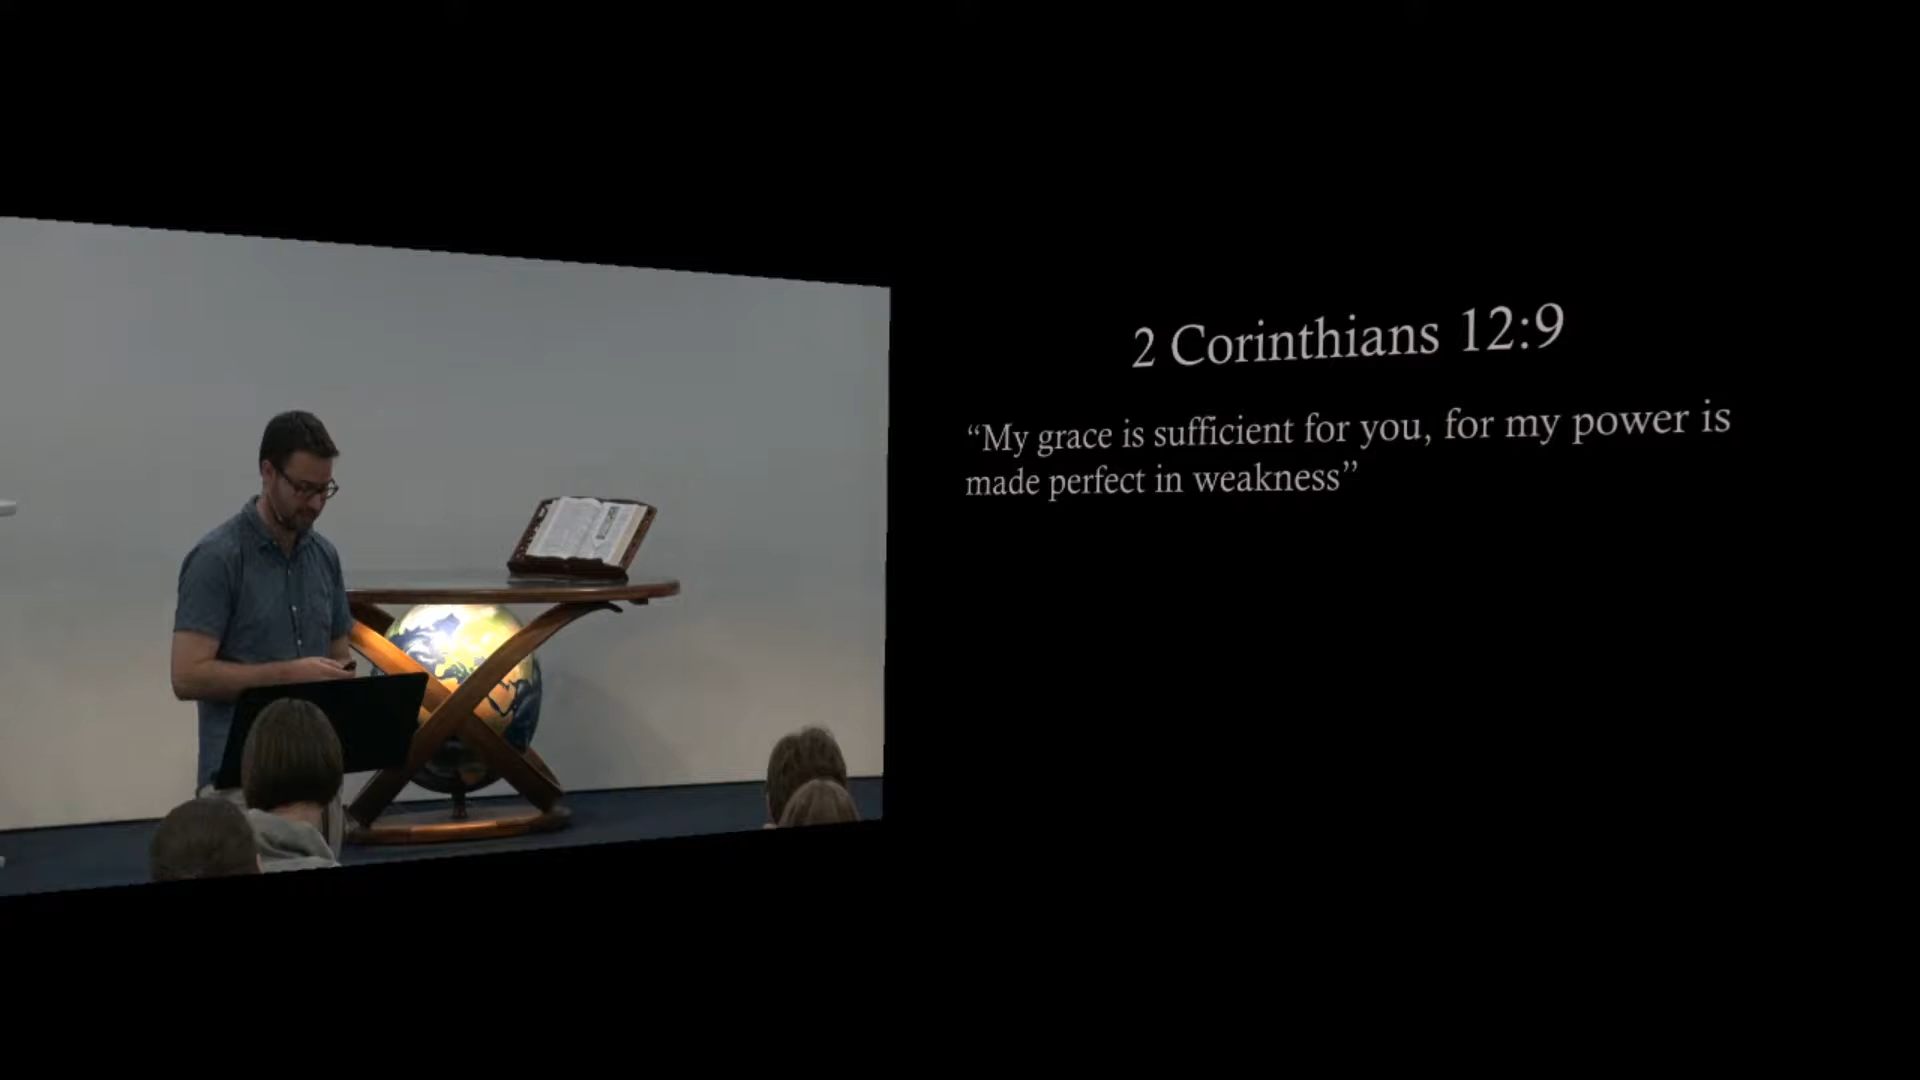 2 Corinthians 12:9
“My grace is sufficient for you, for my power is
made perfect in weakness”